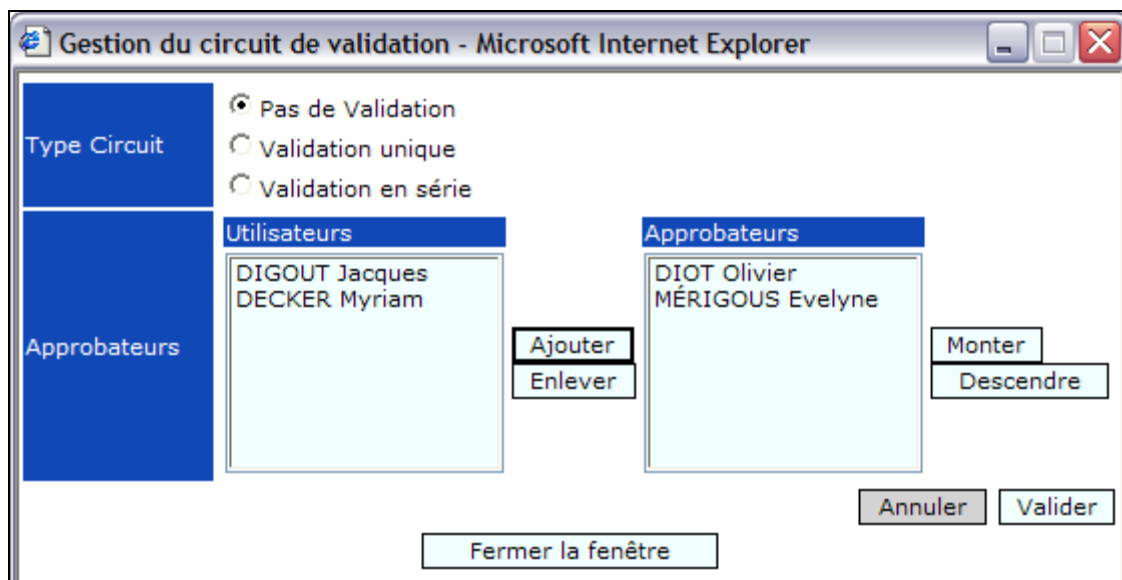 Gestion du circuit de validation - Microsoft Internet Explorer
Type Circuit
Pas de Validation
Validation unique
Validation en série
Approbateurs
Utilisateurs
DIGOUT Jacques
DECKER Myriam
Ajouter
Enlever
Approbateurs
DIOT Olivier
MÉRIGOUS Evelyne
Monter
Descendre
Annuler
Valider
Fermer la fenêtre